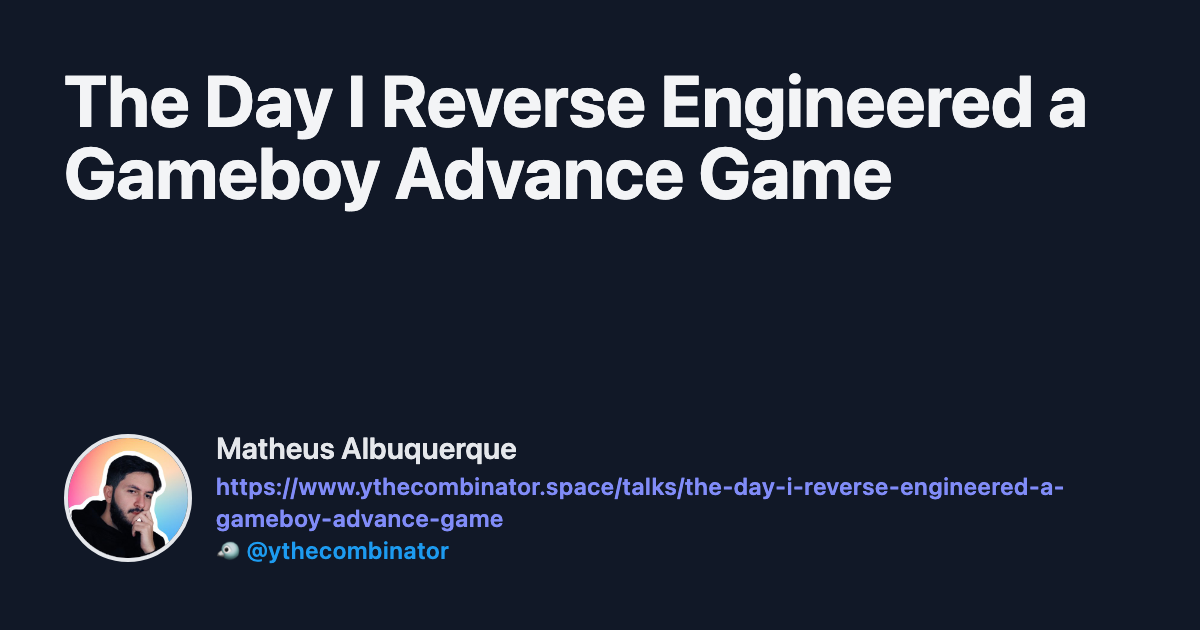 The Day I Reverse Engineered a
Gameboy Advance Game
Matheus Albuquerque
https://www.ythecombinator.space/talks/the-day-i-reverse-engineered-a-
gameboy-advance-game
@ythecombinator